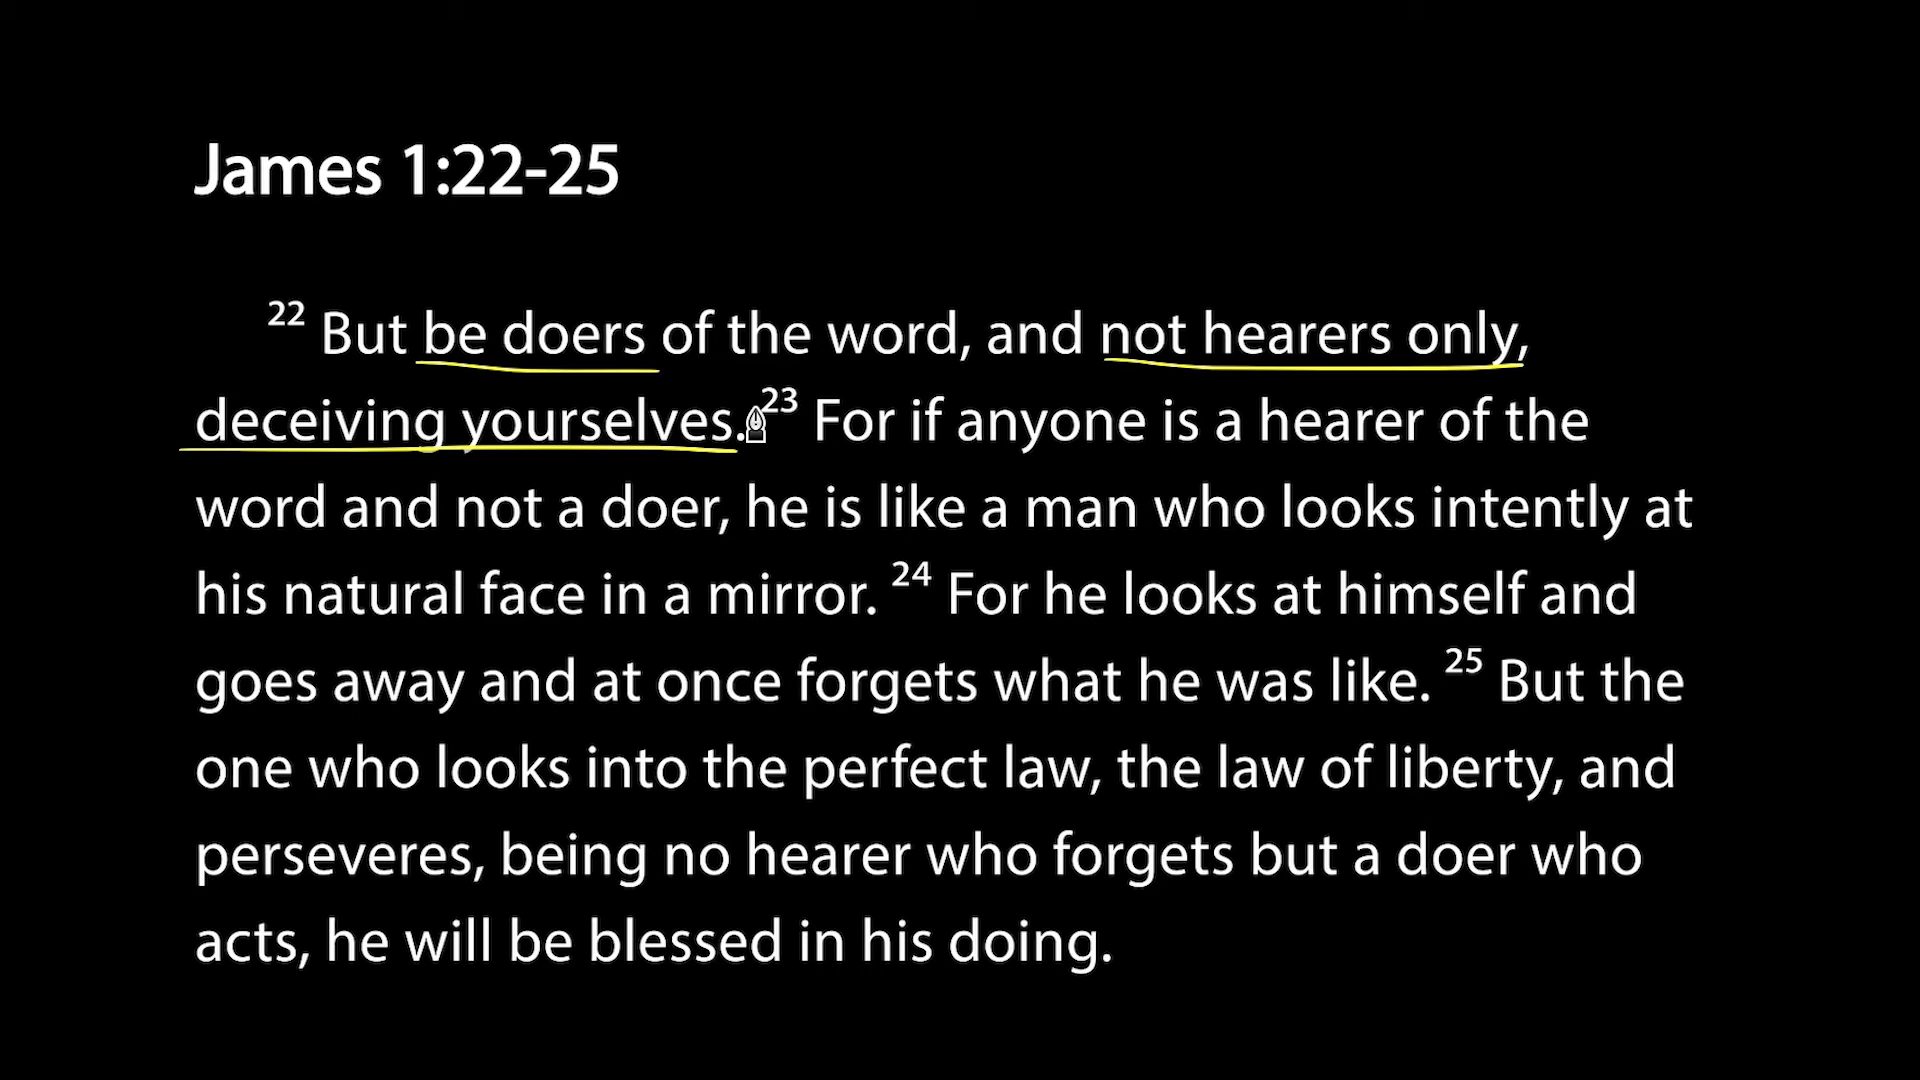 James 1:22-25
22 But be doers of the word, and not hearers only,
deceiving yourselves. 23 For if anyone is a hearer of the
word and not a doer, he is like a man who looks intently at
his natural face in a mirror. 24 For he looks at himself and
goes away and at once forgets what he was like. 25 But the
one who looks into the perfect law, the law of liberty, and
perseveres, being no hearer who forgets but a doer who
acts, he will be blessed in his doing.